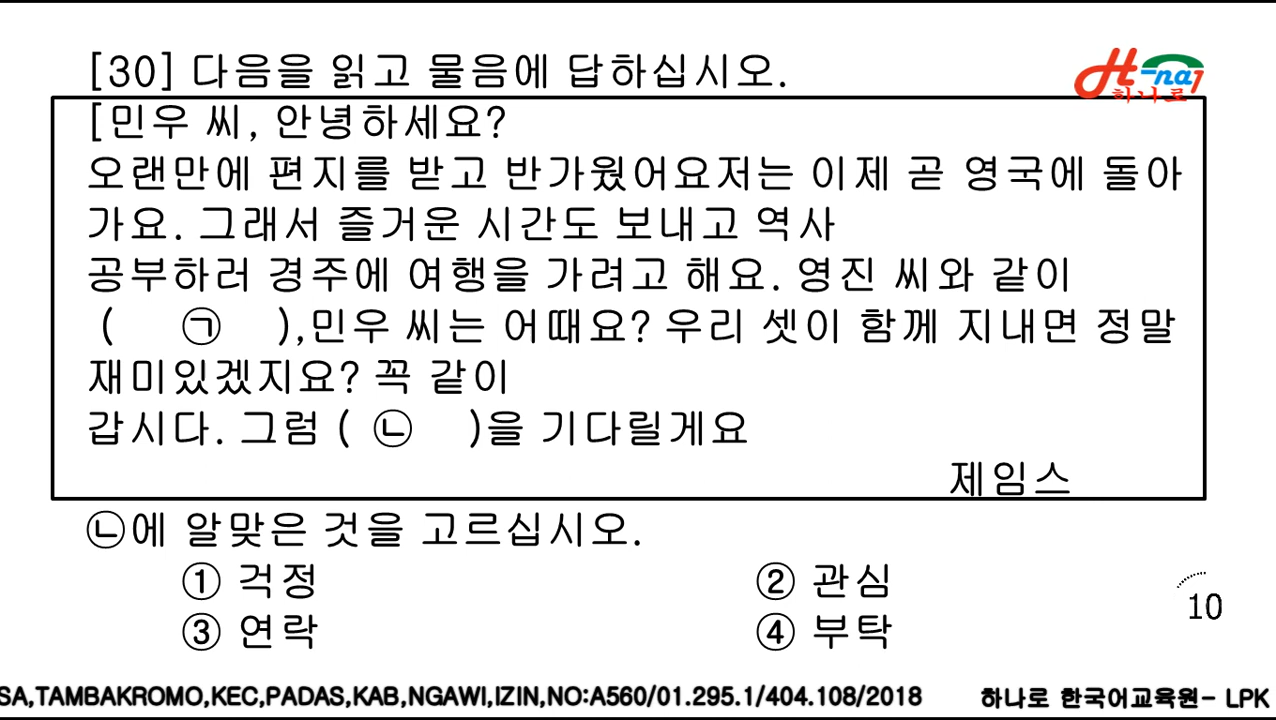 [30] 다음을 읽고 물음에 답하십시오.
H-na로
하나로
[민우 씨, 안녕하세요?
오랜만에 편지를 받고 반가웠어요저는 이제 곧 영국에 돌아
가요. 그래서 즐거운 시간도 보내고 역사
공부하러 경주에 여행을 가려고 해요. 영진 씨와 같이
( ㉠ ),민우 씨는 어때요? 우리 셋이 함께 지내면 정말
재미있겠지요? 꼭 같이
갑시다. 그럼 ( ㉡ )을 기다릴게요
제임스
㉡에 알맞은 것을 고르십시오.
① 걱정 ② 관심
③ 연락 ④ 부탁
10
SA,TAMBAKROMO,KEC,PADAS,KAB,NGAWI,IZIN,NO:A560/01.295.1/404.108/2018 하나로 한국어교육원- LPK